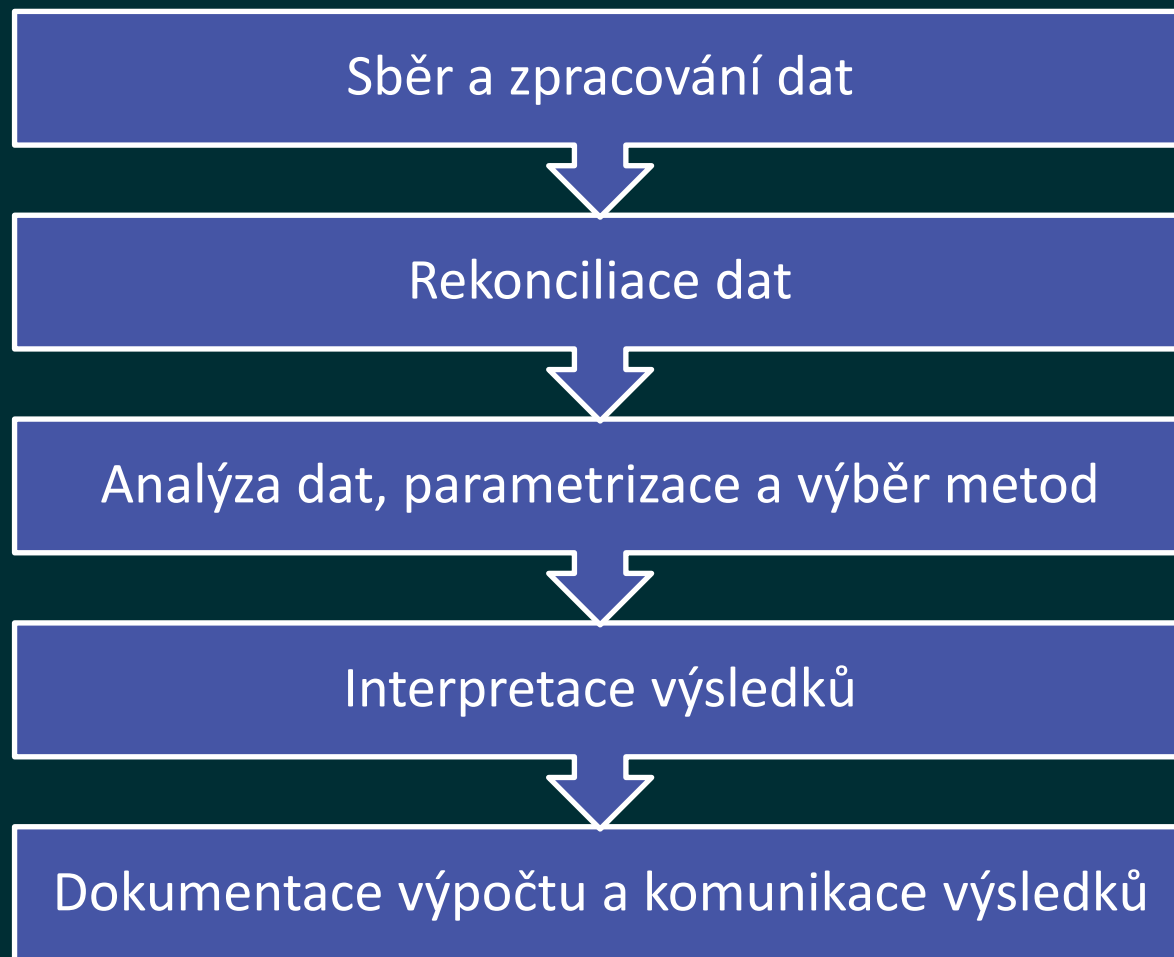 Sběr a zpracování dat
Rekonciliace dat
Analýza dat, parametrizace a výběr metod
Interpretace výsledků
Dokumentace výpočtu a komunikace výsledků